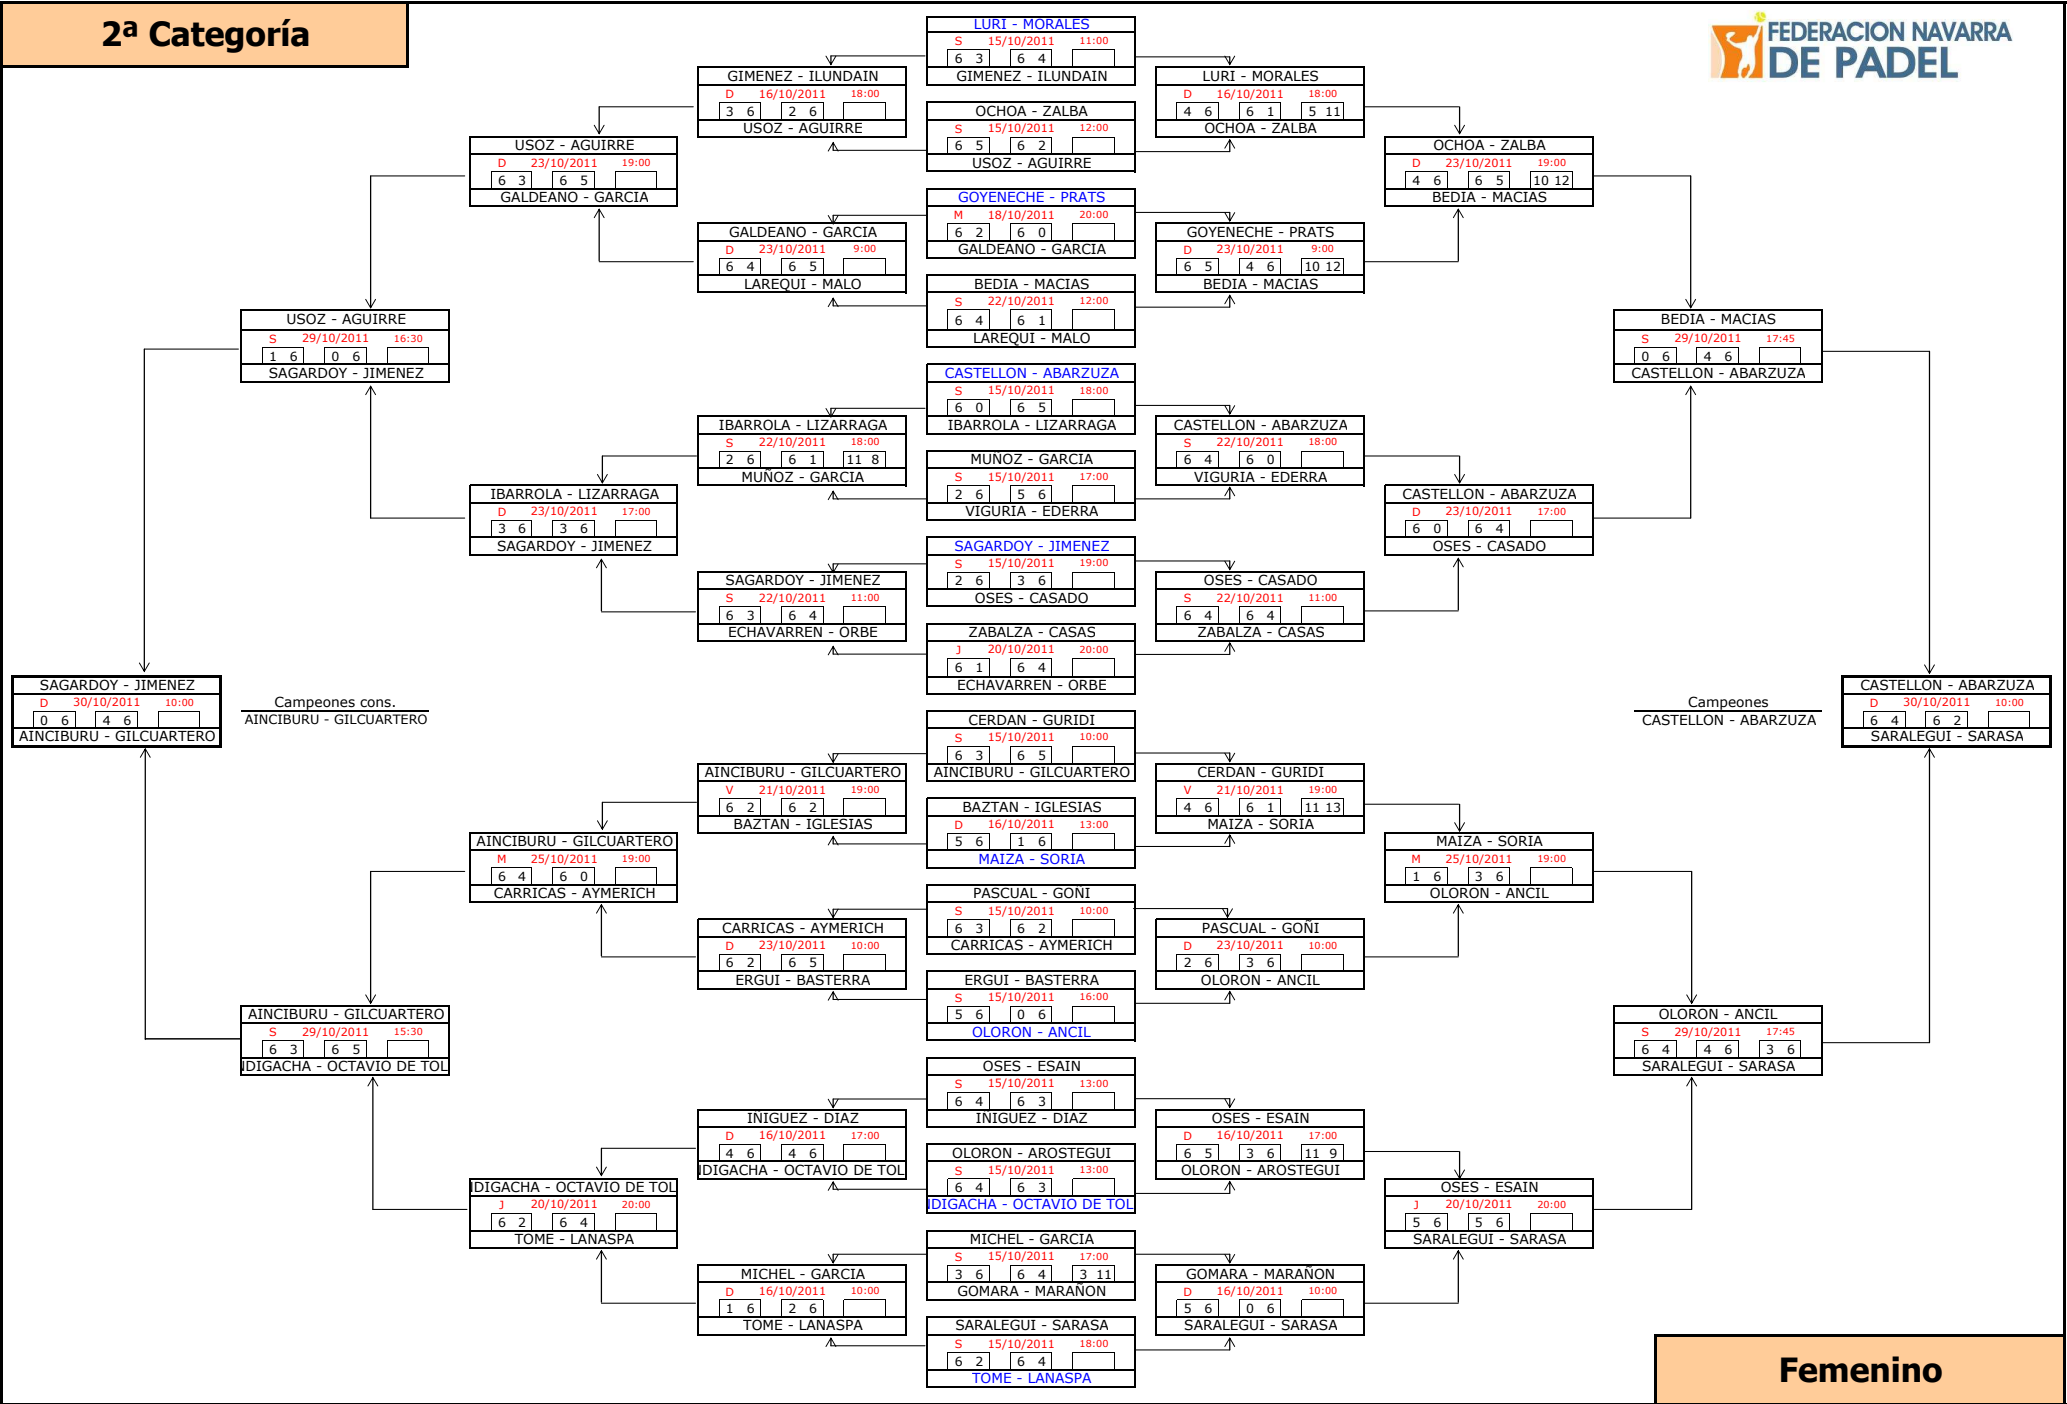 2ª Categoría
FEDERACION NAVARRA
DE PADEL
LURI - MORALES
S 15/10/2011 11:00
6 3 6 4
GIMENEZ - ILUNDAIN
OCHOA - ZALBA
S 15/10/2011 12:00
6 5 6 2
USOZ - AGUIRRE
GOYENECHE - PRATS
M 18/10/2011 20:00
6 2 6 0
GALDEANO - GARCIA
BEDIA - MACIAS
S 22/10/2011 12:00
6 4 6 1
LAREQUI - MALO
CASTELLON - ABARZUZA
S 15/10/2011 18:00
6 0 6 5
IBARROLA - LIZARRAGA
MUÑOZ - GARCIA
S 15/10/2011 17:00
2 6 5 6
VIGURIA - EDERRA
SAGARDOY - JIMENEZ
S 15/10/2011 19:00
2 6 3 6
OSES - CASADO
ZABALZA - CASAS
J 20/10/2011 20:00
6 1 6 4
ECHAVARREN - ORBE
CERDAN - GURIDI
S 15/10/2011 10:00
6 3 6 5
AINCIBURU - GILCUARTERO
BAZTAN - IGLESIAS
D 16/10/2011 13:00
5 6 1 6
MAIZA - SORIA
PASCUAL - GOÑI
S 15/10/2011 10:00
6 3 6 2
CARRICAS - AYMERICH
ERGUI - BASTERRA
S 15/10/2011 16:00
5 6 0 6
OLORON - ANCIL
OSES - ESAIN
S 15/10/2011 13:00
6 4 6 3
IÑIGUEZ - DIAZ
OLORON - AROSTEGUI
S 15/10/2011 13:00
6 4 6 3
NDIGACHA - OCTAVIO DE TOL
MICHEL - GARCIA
S 15/10/2011 17:00
3 6 6 4 3 11
GOMARA - MARAÑON
SARALEGUI - SARASA
S 15/10/2011 18:00
6 2 6 4
TOME - LANASPA
GIMENEZ - ILUNDAIN
D 16/10/2011 18:00
3 6 2 6
USOZ - AGUIRRE
GALDEANO - GARCIA
D 23/10/2011 9:00
6 4 6 5
LAREQUI - MALO
IBARROLA - LIZARRAGA
S 22/10/2011 18:00
2 6 6 1 11 8
MUÑOZ - GARCIA
SAGARDOY - JIMENEZ
S 22/10/2011 11:00
6 3 6 4
ECHAVARREN - ORBE
AINCIBURU - GILCUARTERO
V 21/10/2011 19:00
6 2 6 2
BAZTAN - IGLESIAS
CARRICAS - AYMERICH
D 23/10/2011 10:00
6 2 6 5
ERGUI - BASTERRA
IÑIGUEZ - DIAZ
D 16/10/2011 17:00
4 6 4 6
NDIGACHA - OCTAVIO DE TOL
MICHEL - GARCIA
D 16/10/2011 10:00
1 6 2 6
TOME - LANASPA
USOZ - AGUIRRE
D 23/10/2011 19:00
6 3 6 5
GALDEANO - GARCIA
IBARROLA - LIZARRAGA
D 23/10/2011 17:00
3 6 3 6
SAGARDOY - JIMENEZ
AINCIBURU - GILCUARTERO
M 25/10/2011 19:00
6 4 6 0
CARRICAS - AYMERICH
NDIGACHA - OCTAVIO DE TOL
J 20/10/2011 20:00
6 2 6 4
TOME - LANASPA
USOZ - AGUIRRE
S 29/10/2011 16:30
1 6 0 6
SAGARDOY - JIMENEZ
AINCIBURU - GILCUARTERO
S 29/10/2011 15:30
6 3 6 5
NDIGACHA - OCTAVIO DE TOL
SAGARDOY - JIMENEZ
D 30/10/2011 10:00
0 6 4 6
AINCIBURU - GILCUARTERO
Campeones cons.
AINCIBURU - GILCUARTERO
LURI - MORALES
D 16/10/2011 18:00
4 6 6 1 5 11
OCHOA - ZALBA
GOYENECHE - PRATS
D 23/10/2011 9:00
6 5 4 6 10 12
BEDIA - MACIAS
CASTELLON - ABARZUZA
S 22/10/2011 18:00
6 4 6 0
VIGURIA - EDERRA
OSES - CASADO
S 22/10/2011 11:00
6 4 6 4
ZABALZA - CASAS
CERDAN - GURIDI
V 21/10/2011 19:00
4 6 6 1 11 13
MAIZA - SORIA
PASCUAL - GOÑI
D 23/10/2011 10:00
2 6 3 6
OLORON - ANCIL
OSES - ESAIN
D 16/10/2011 17:00
6 5 3 6 11 9
OLORON - AROSTEGUI
GOMARA - MARAÑON
D 16/10/2011 10:00
5 6 0 6
SARALEGUI - SARASA
OCHOA - ZALBA
D 23/10/2011 19:00
4 6 6 5 10 12
BEDIA - MACIAS
CASTELLON - ABARZUZA
D 23/10/2011 17:00
6 0 6 4
OSES - CASADO
MAIZA - SORIA
M 25/10/2011 19:00
1 6 3 6
OLORON - ANCIL
OSES - ESAIN
J 20/10/2011 20:00
5 6 5 6
SARALEGUI - SARASA
BEDIA - MACIAS
S 29/10/2011 17:45
0 6 4 6
CASTELLON - ABARZUZA
OLORON - ANCIL
S 29/10/2011 17:45
6 4 4 6 3 6
SARALEGUI - SARASA
Campeones
CASTELLON - ABARZUZA
CASTELLON - ABARZUZA
D 30/10/2011 10:00
6 4 6 2
SARALEGUI - SARASA
Femenino